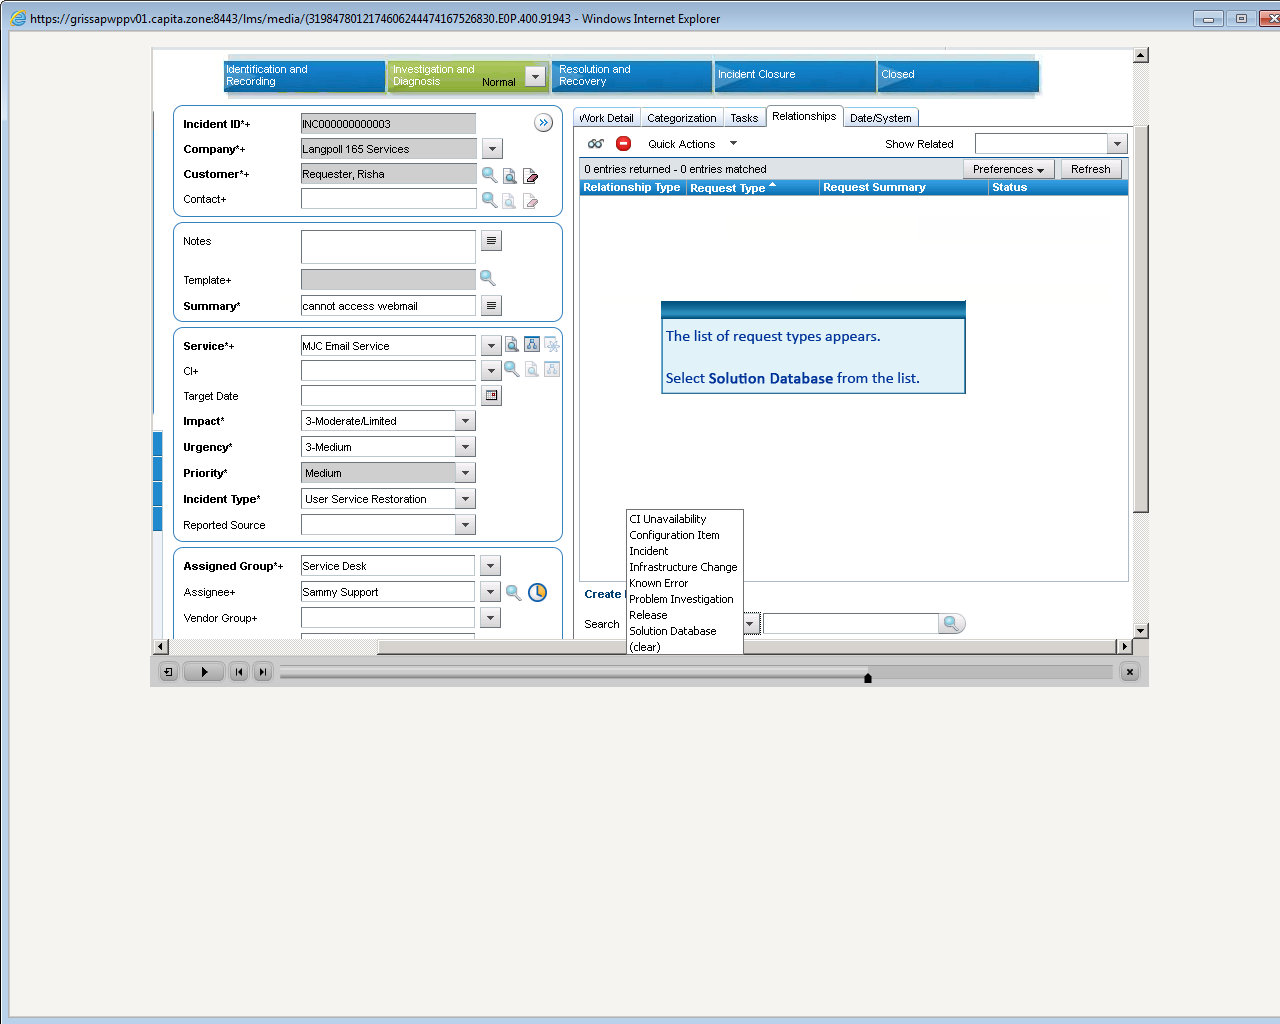 https://grissapwppv01.capita.zone:8443/lms/media/(3198478012174606244474167526830.E0P.400.91943 - Windows Internet Explorer
Identification and
Recording
Investigation and
Diagnosis
Normal
Resolution and
Recovery
Incident Closure
Closed
Incident ID*+
INC000000000003
Company*+
Langpoll 165 Services
Customer*+
Requester, Risha
Contact+
Notes
Template+
Summary*
cannot access webmail
Service*+
MJC Email Service
CI+
Target Date
Impact*
3-Moderate/Limited
Urgency*
3-Medium
Priority*
Medium
Incident Type*
User Service Restoration
Reported Source
Assigned Group*+
Service Desk
Assignee+
Sammy Support
Vendor Group+
Work Detail
Categorization
Tasks
Relationships
Date/System
Quick Actions
Show Related
0 entries returned - 0 entries matched
Preferences
Refresh
Relationship Type
Request Type
Request Summary
Status
The list of request types appears.
Select Solution Database from the list.
CI Unavailability
Configuration Item
Incident
Infrastructure Change
Known Error
Problem Investigation
Release
Solution Database
(clear)
Create
Search